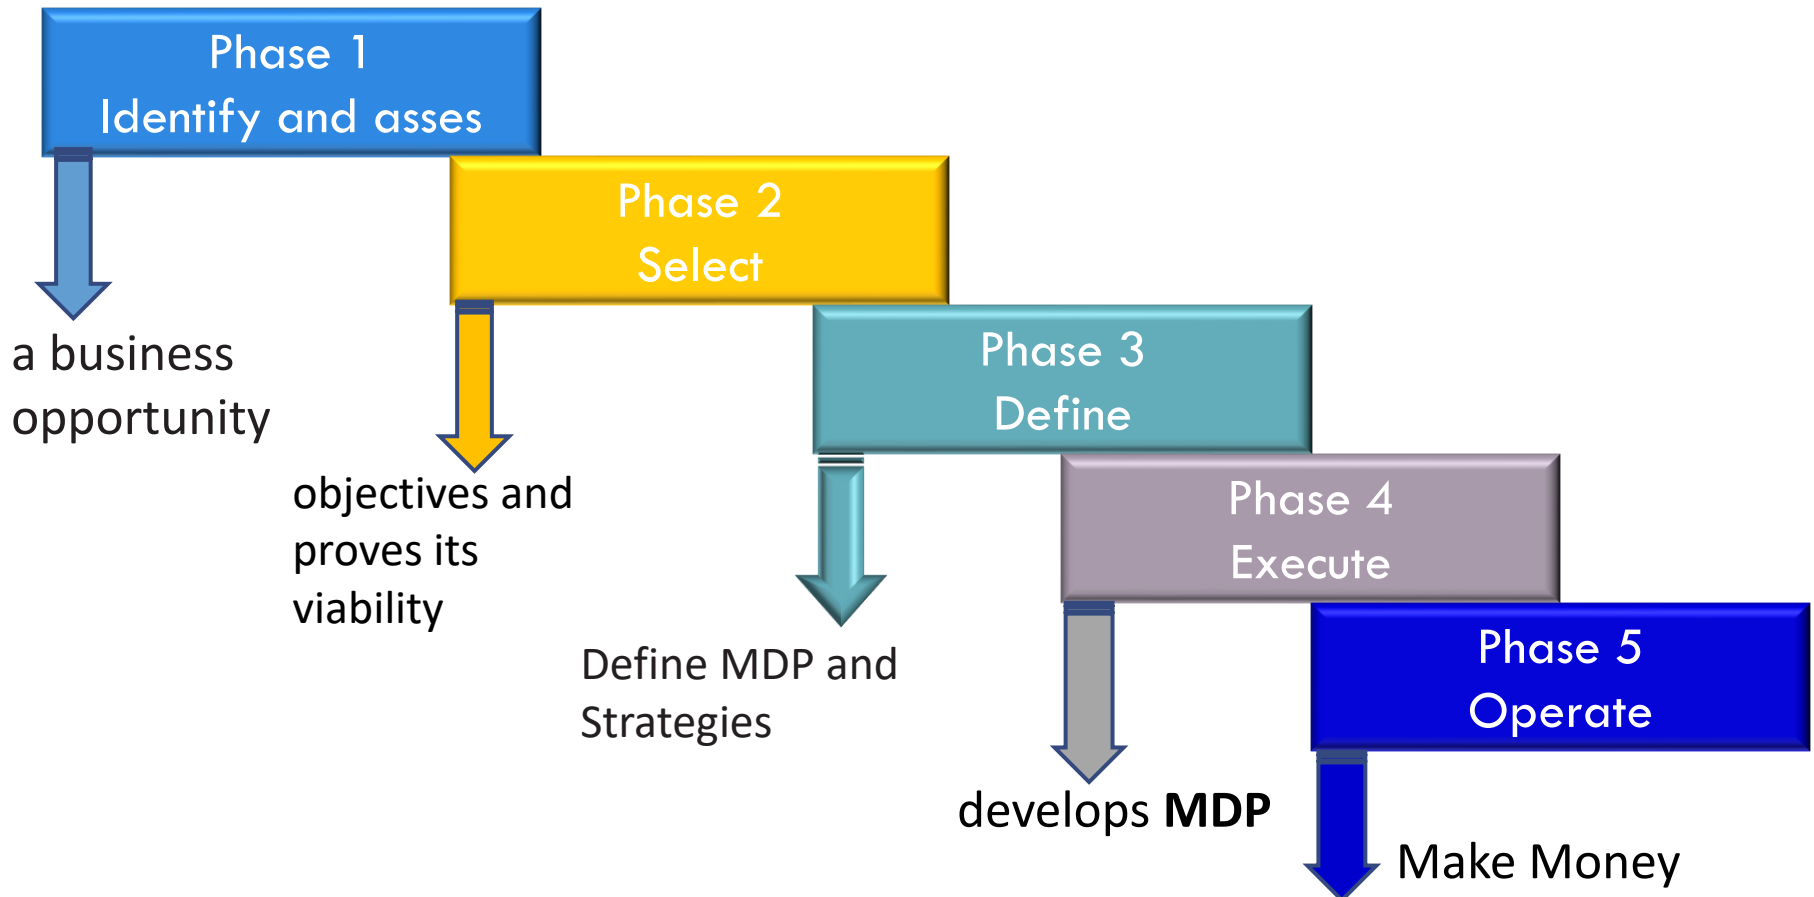 Phase 1
Identify and asses
a business
opportunity
Phase 2
Select
objectives and
proves its
viability
Phase 3
Define
Define MDP and
Strategies
Phase 4
Execute
develops MDP
Phase 5
Operate
Make Money